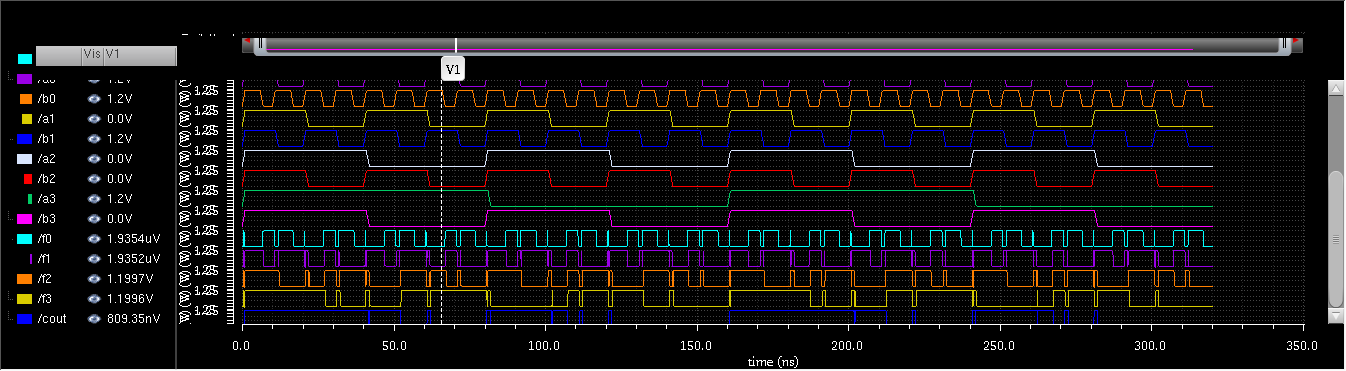 Vis V1
V1
/a0 1.2V
/b0 1.2V
/a1 0.0V
/b1 1.2V
/a2 0.0V
/b2 0.0V
/a3 1.2V
/b3 0.0V
/f0 1.9354uV
/f1 1.9352uV
/f2 1.1997V
/f3 1.1996V
/cout 809.35nV
0.0 50.0 100.0 150.0 200.0 250.0 300.0 350.0
time (ns)